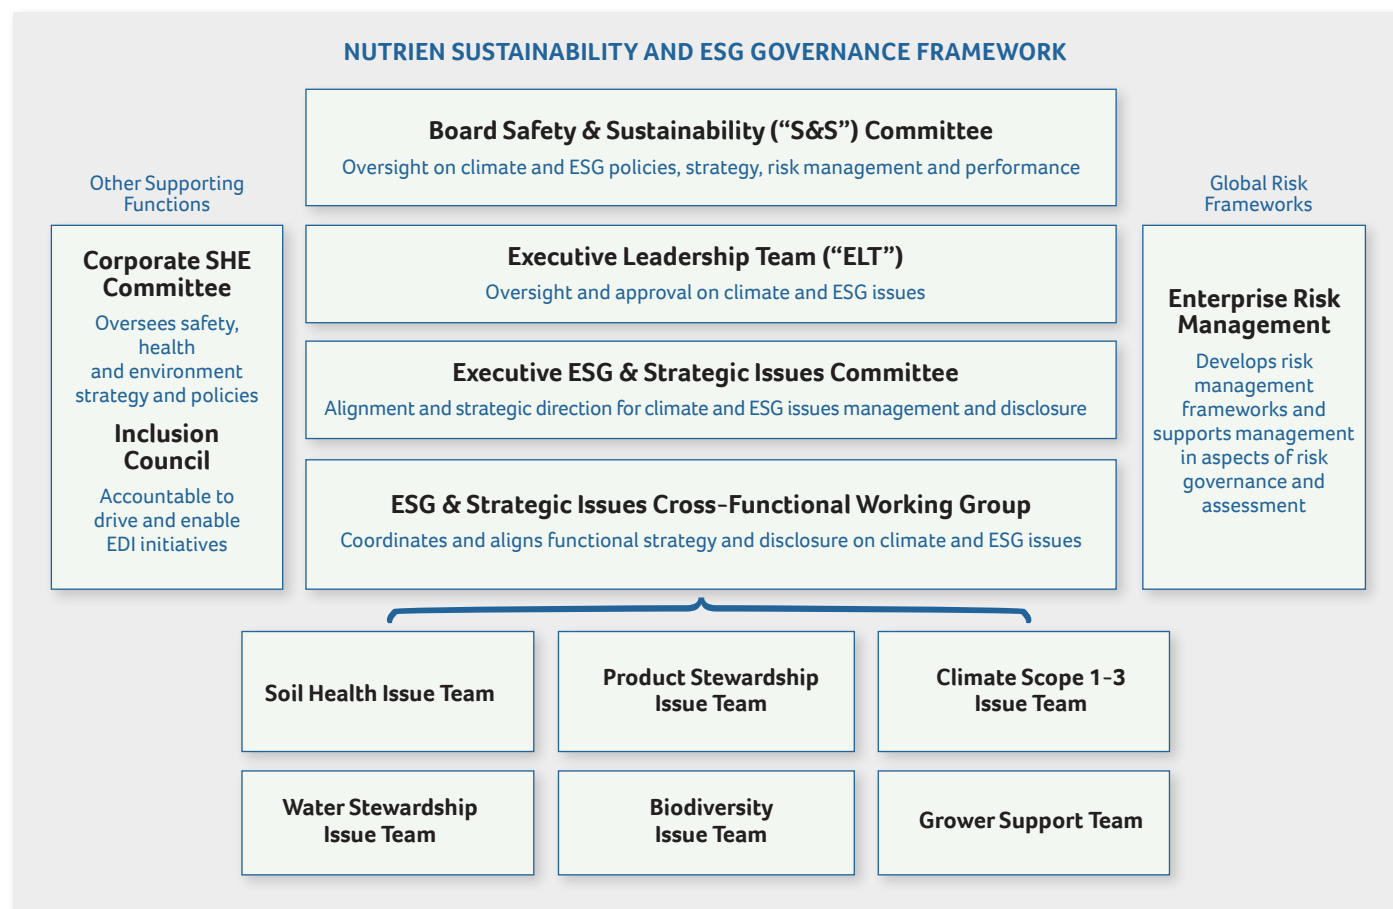 NUTRIEN SUSTAINABILITY AND ESG GOVERNANCE FRAMEWORK
Board Safety & Sustainability (“S&S”) Committee
Oversight on climate and ESG policies, strategy, risk management and performance
Other Supporting
Functions
Corporate SHE
Committee
Oversees safety,
health
and environment
strategy and policies
Inclusion
Council
Accountable to
drive and enable
EDI initiatives
Executive Leadership Team (“ELT”)
Oversight and approval on climate and ESG issues
Executive ESG & Strategic Issues Committee
Alignment and strategic direction for climate and ESG issues management and disclosure
ESG & Strategic Issues Cross-Functional Working Group
Coordinates and aligns functional strategy and disclosure on climate and ESG issues
Global Risk
Frameworks
Enterprise Risk
Management
Develops risk
management
frameworks and
supports management
in aspects of risk
governance and
assessment
Soil Health Issue Team
Product Stewardship
Issue Team
Climate Scope 1-3
Issue Team
Water Stewardship
Issue Team
Biodiversity
Issue Team
Grower Support Team